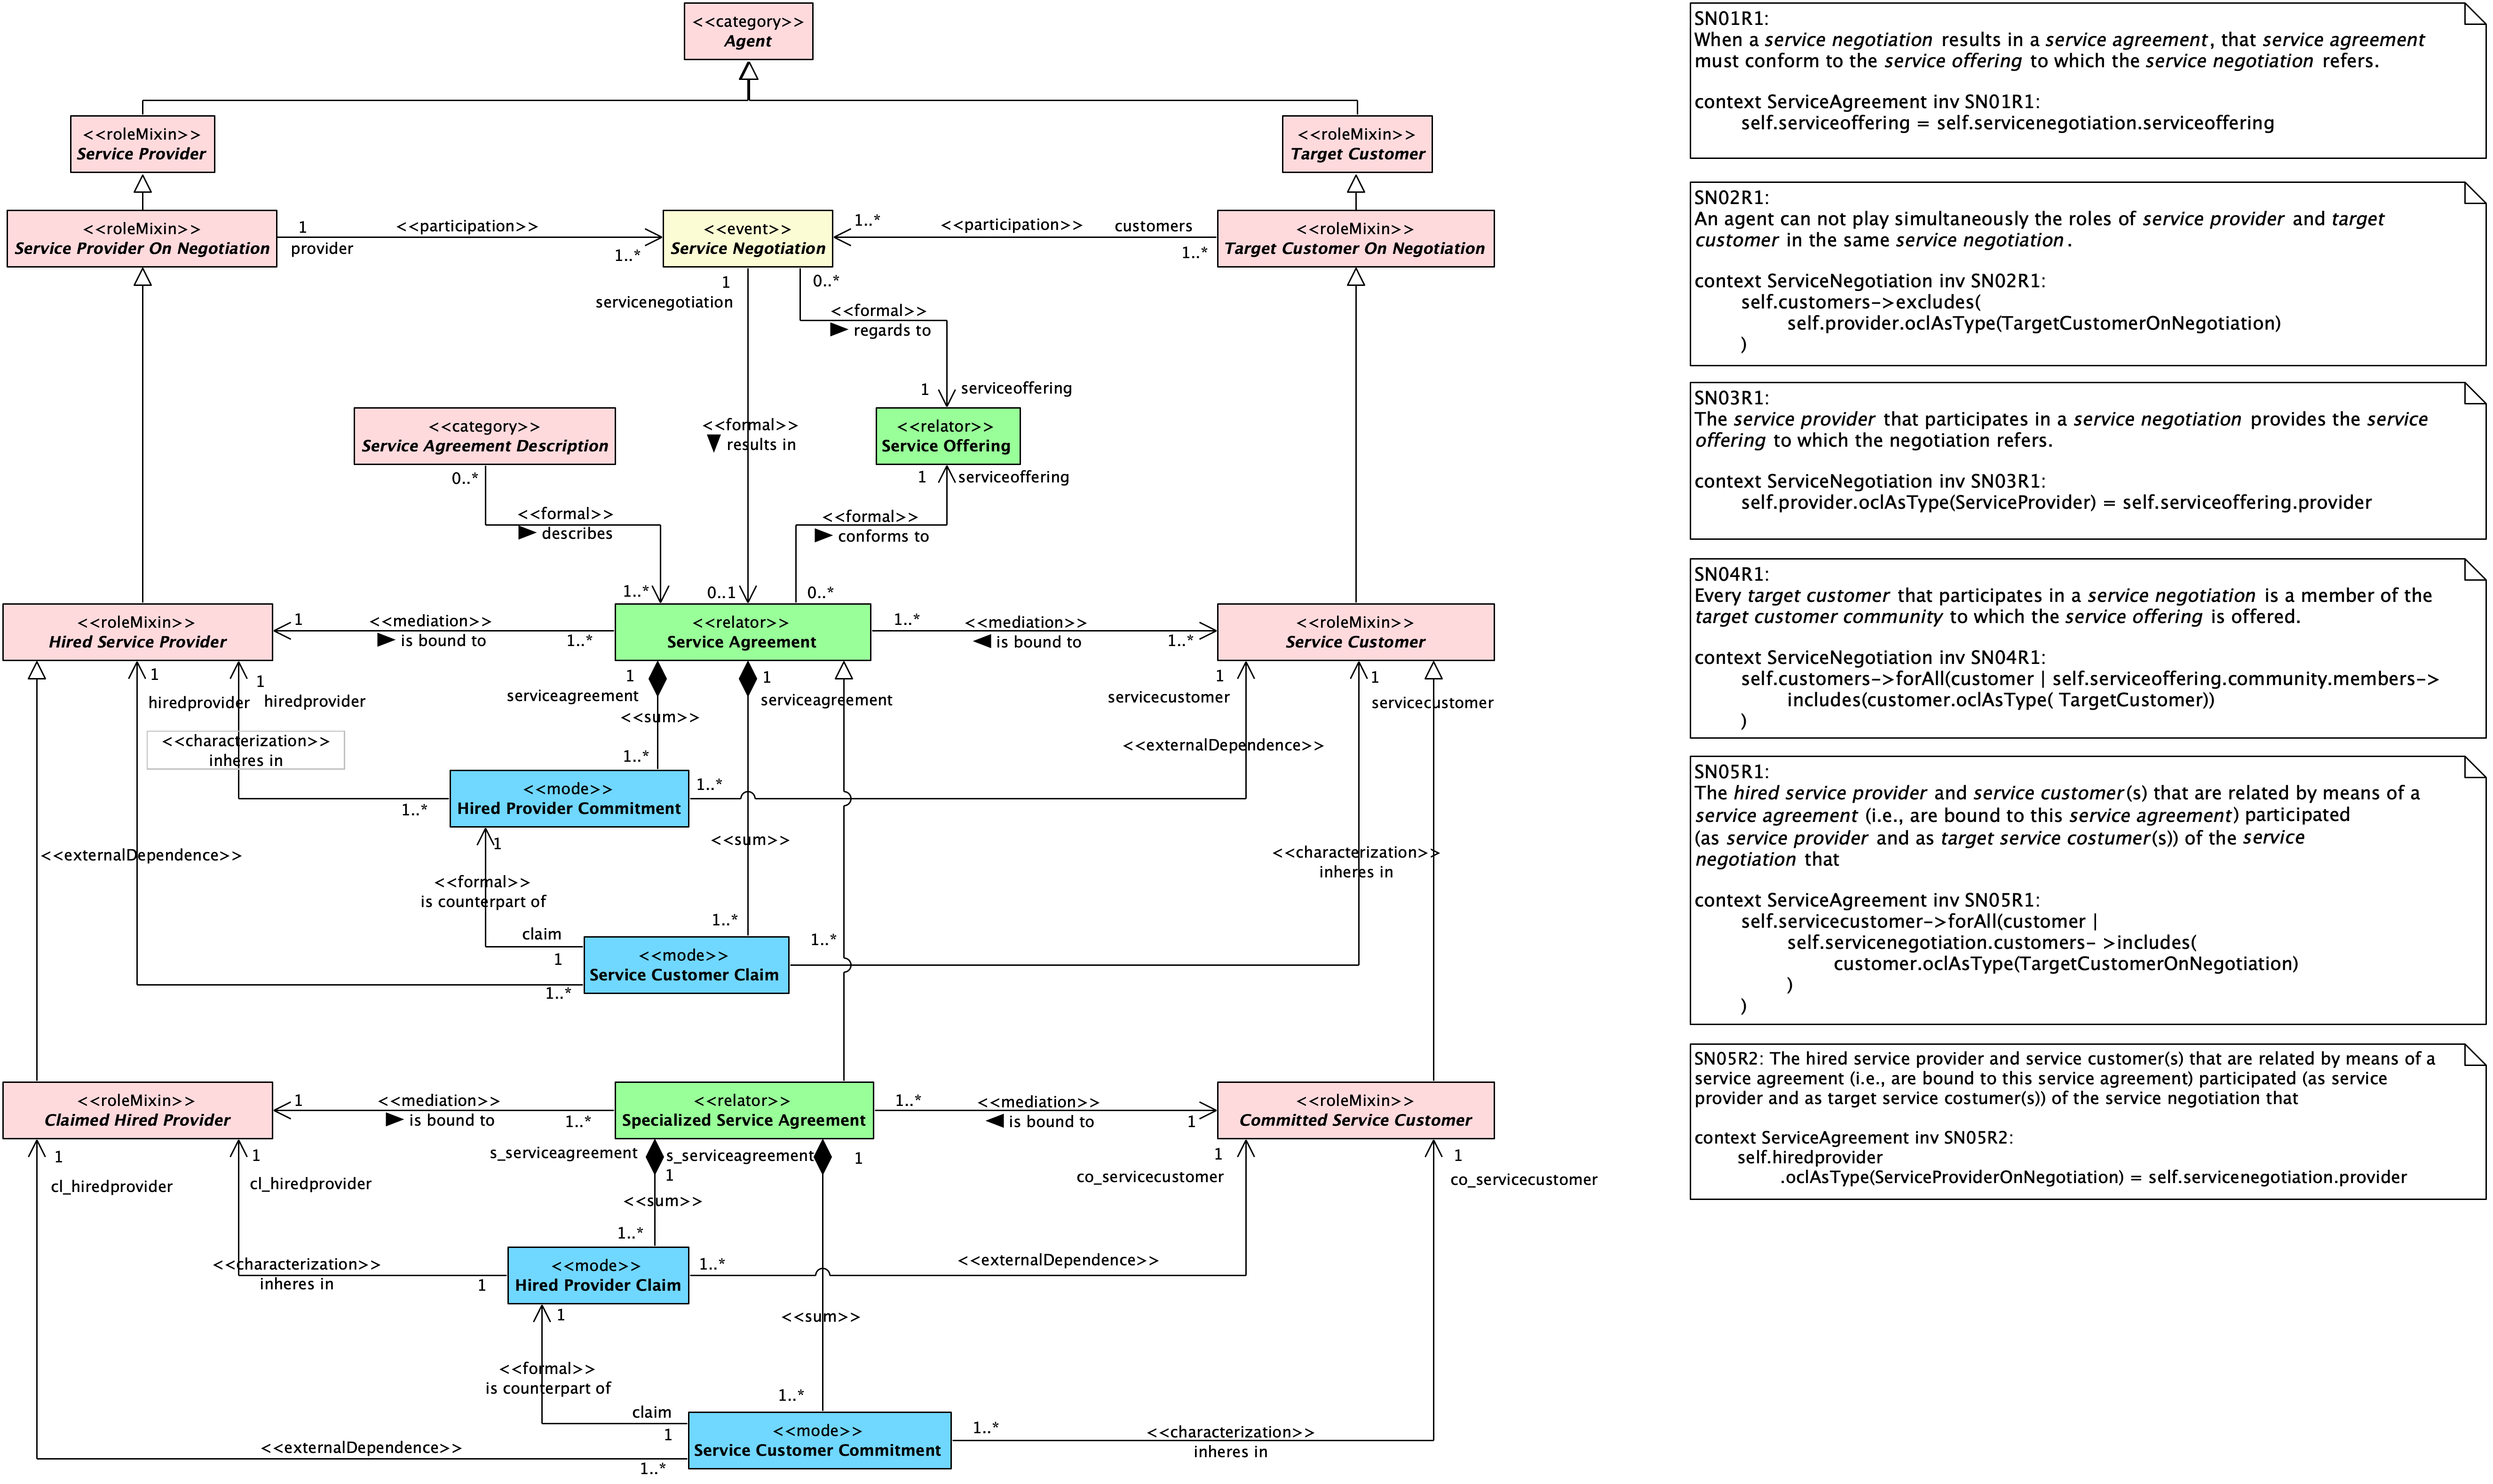 <<category>>
Agent
<<roleMixin>>
Service Provider
<<roleMixin>>
Target Customer
<<roleMixin>>
Service Provider On Negotiation
1
provider
<<participation>>
1..*
<<event>>
Service Negotiation
1..*
<<participation>>
customers
1..*
<<roleMixin>>
Target Customer On Negotiation
1
servicenegotiation
0..*
<<formal>>
regards to
1
serviceoffering
<<category>>
Service Agreement Description
0..*
<<formal>>
results in
<<relator>>
Service Offering
1
serviceoffering
<<formal>>
describes
<<formal>>
conforms to
1..*
0..1
0..*
<<roleMixin>>
Hired Service Provider
1
<<mediation>>
is bound to
1..*
<<relator>>
Service Agreement
1..*
<<mediation>>
is bound to
1..*
<<roleMixin>>
Service Customer
1
hiredprovider
1
hiredprovider
1
serviceagreement
1
serviceagreement
1
servicecustomer
1
servicecustomer
<<sum>>
<<characterization>>
inheres in
1..*
<<externalDependence>>
1..*
<<mode>>
Hired Provider Commitment
1..*
1
<<sum>>
<<externalDependence>>
<<characterization>>
inheres in
<<formal>>
is counterpart of
1..*
claim
1
<<mode>>
Service Customer Claim
1..*
1..*
<<roleMixin>>
Claimed Hired Provider
1
<<mediation>>
is bound to
1..*
<<relator>>
Specialized Service Agreement
1..*
<<mediation>>
is bound to
1
<<roleMixin>>
Committed Service Customer
1
cl_hiredprovider
1
cl_hiredprovider
s_serviceagreement
1
s_serviceagreement
1
1
co_servicecustomer
1
co_servicecustomer
<<sum>>
1..*
<<characterization>>
inheres in
1
<<mode>>
Hired Provider Claim
1..*
<<externalDependence>>
1
<<sum>>
<<formal>>
is counterpart of
1..*
claim
1
<<mode>>
Service Customer Commitment
1..*
<<characterization>>
inheres in
<<externalDependence>>
1..*
SN01R1:
When a service negotiation results in a service agreement, that service agreement
must conform to the service offering to which the service negotiation refers.
context ServiceAgreement inv SN01R1:
self.serviceoffering = self.servicenegotiation.serviceoffering
SN02R1:
An agent can not play simultaneously the roles of service provider and target
customer in the same service negotiation.
context ServiceNegotiation inv SN02R1:
self.customers->excludes(
self.provider.oclAsType(TargetCustomerOnNegotiation)
)
SN03R1:
The service provider that participates in a service negotiation provides the service
offering to which the negotiation refers.
context ServiceNegotiation inv SN03R1:
self.provider.oclAsType(ServiceProvider) = self.serviceoffering.provider
SN04R1:
Every target customer that participates in a service negotiation is a member of the
target customer community to which the service offering is offered.
context ServiceNegotiation inv SN04R1:
self.customers->forAll(customer | self.serviceoffering.community.members->
includes(customer.oclAsType( TargetCustomer))
)
SN05R1:
The hired service provider and service customer(s) that are related by means of a
service agreement (i.e., are bound to this service agreement) participated
(as service provider and as target service costumer(s)) of the service
negotiation that
context ServiceAgreement inv SN05R1:
self.servicecustomer->forAll(customer |
self.servicenegotiation.customers- >includes(
customer.oclAsType(TargetCustomerOnNegotiation)
)
)
SN05R2: The hired service provider and service customer(s) that are related by means of a
service agreement (i.e., are bound to this service agreement) participated (as service
provider and as target service costumer(s)) of the service negotiation that
context ServiceAgreement inv SN05R2:
self.hiredprovider
.oclAsType(ServiceProviderOnNegotiation) = self.servicenegotiation.provider